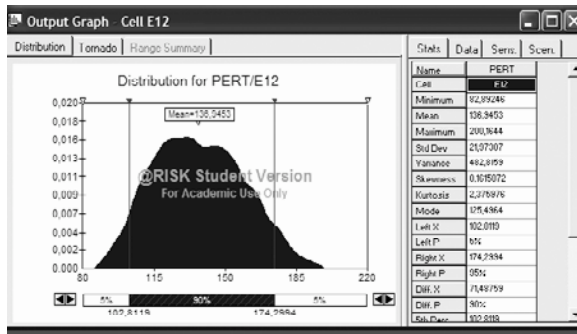 Output Graph - Cell E12
Distribution
Tornado
Range Summary
Distribution for PERT/E12
0,020
0,018
0,016
0,013
0,011
0,009
0,007
0,004
0,002
0.000
Mean=136,9453
@RISK Student Version
For Academic Use Only
80
115
150
185
220
5%
90%
5%
102,8119
174,2994
Stats
Data
Sens.
Scen.
Name PERT
Cell E12
Minimum 82,89246
Mean 136,9453
Maximum 200,1644
Std Dev 21,97307
Variance 482,8159
Skewness 0,1615072
Kurtosis 2,375976
Mode 125,4964
Left X 102,8119
Left P 5%
Right X 174,2994
Right P 95%
Diff. X 71,48759
Diff. P 90%
5th Perc. 102,8119